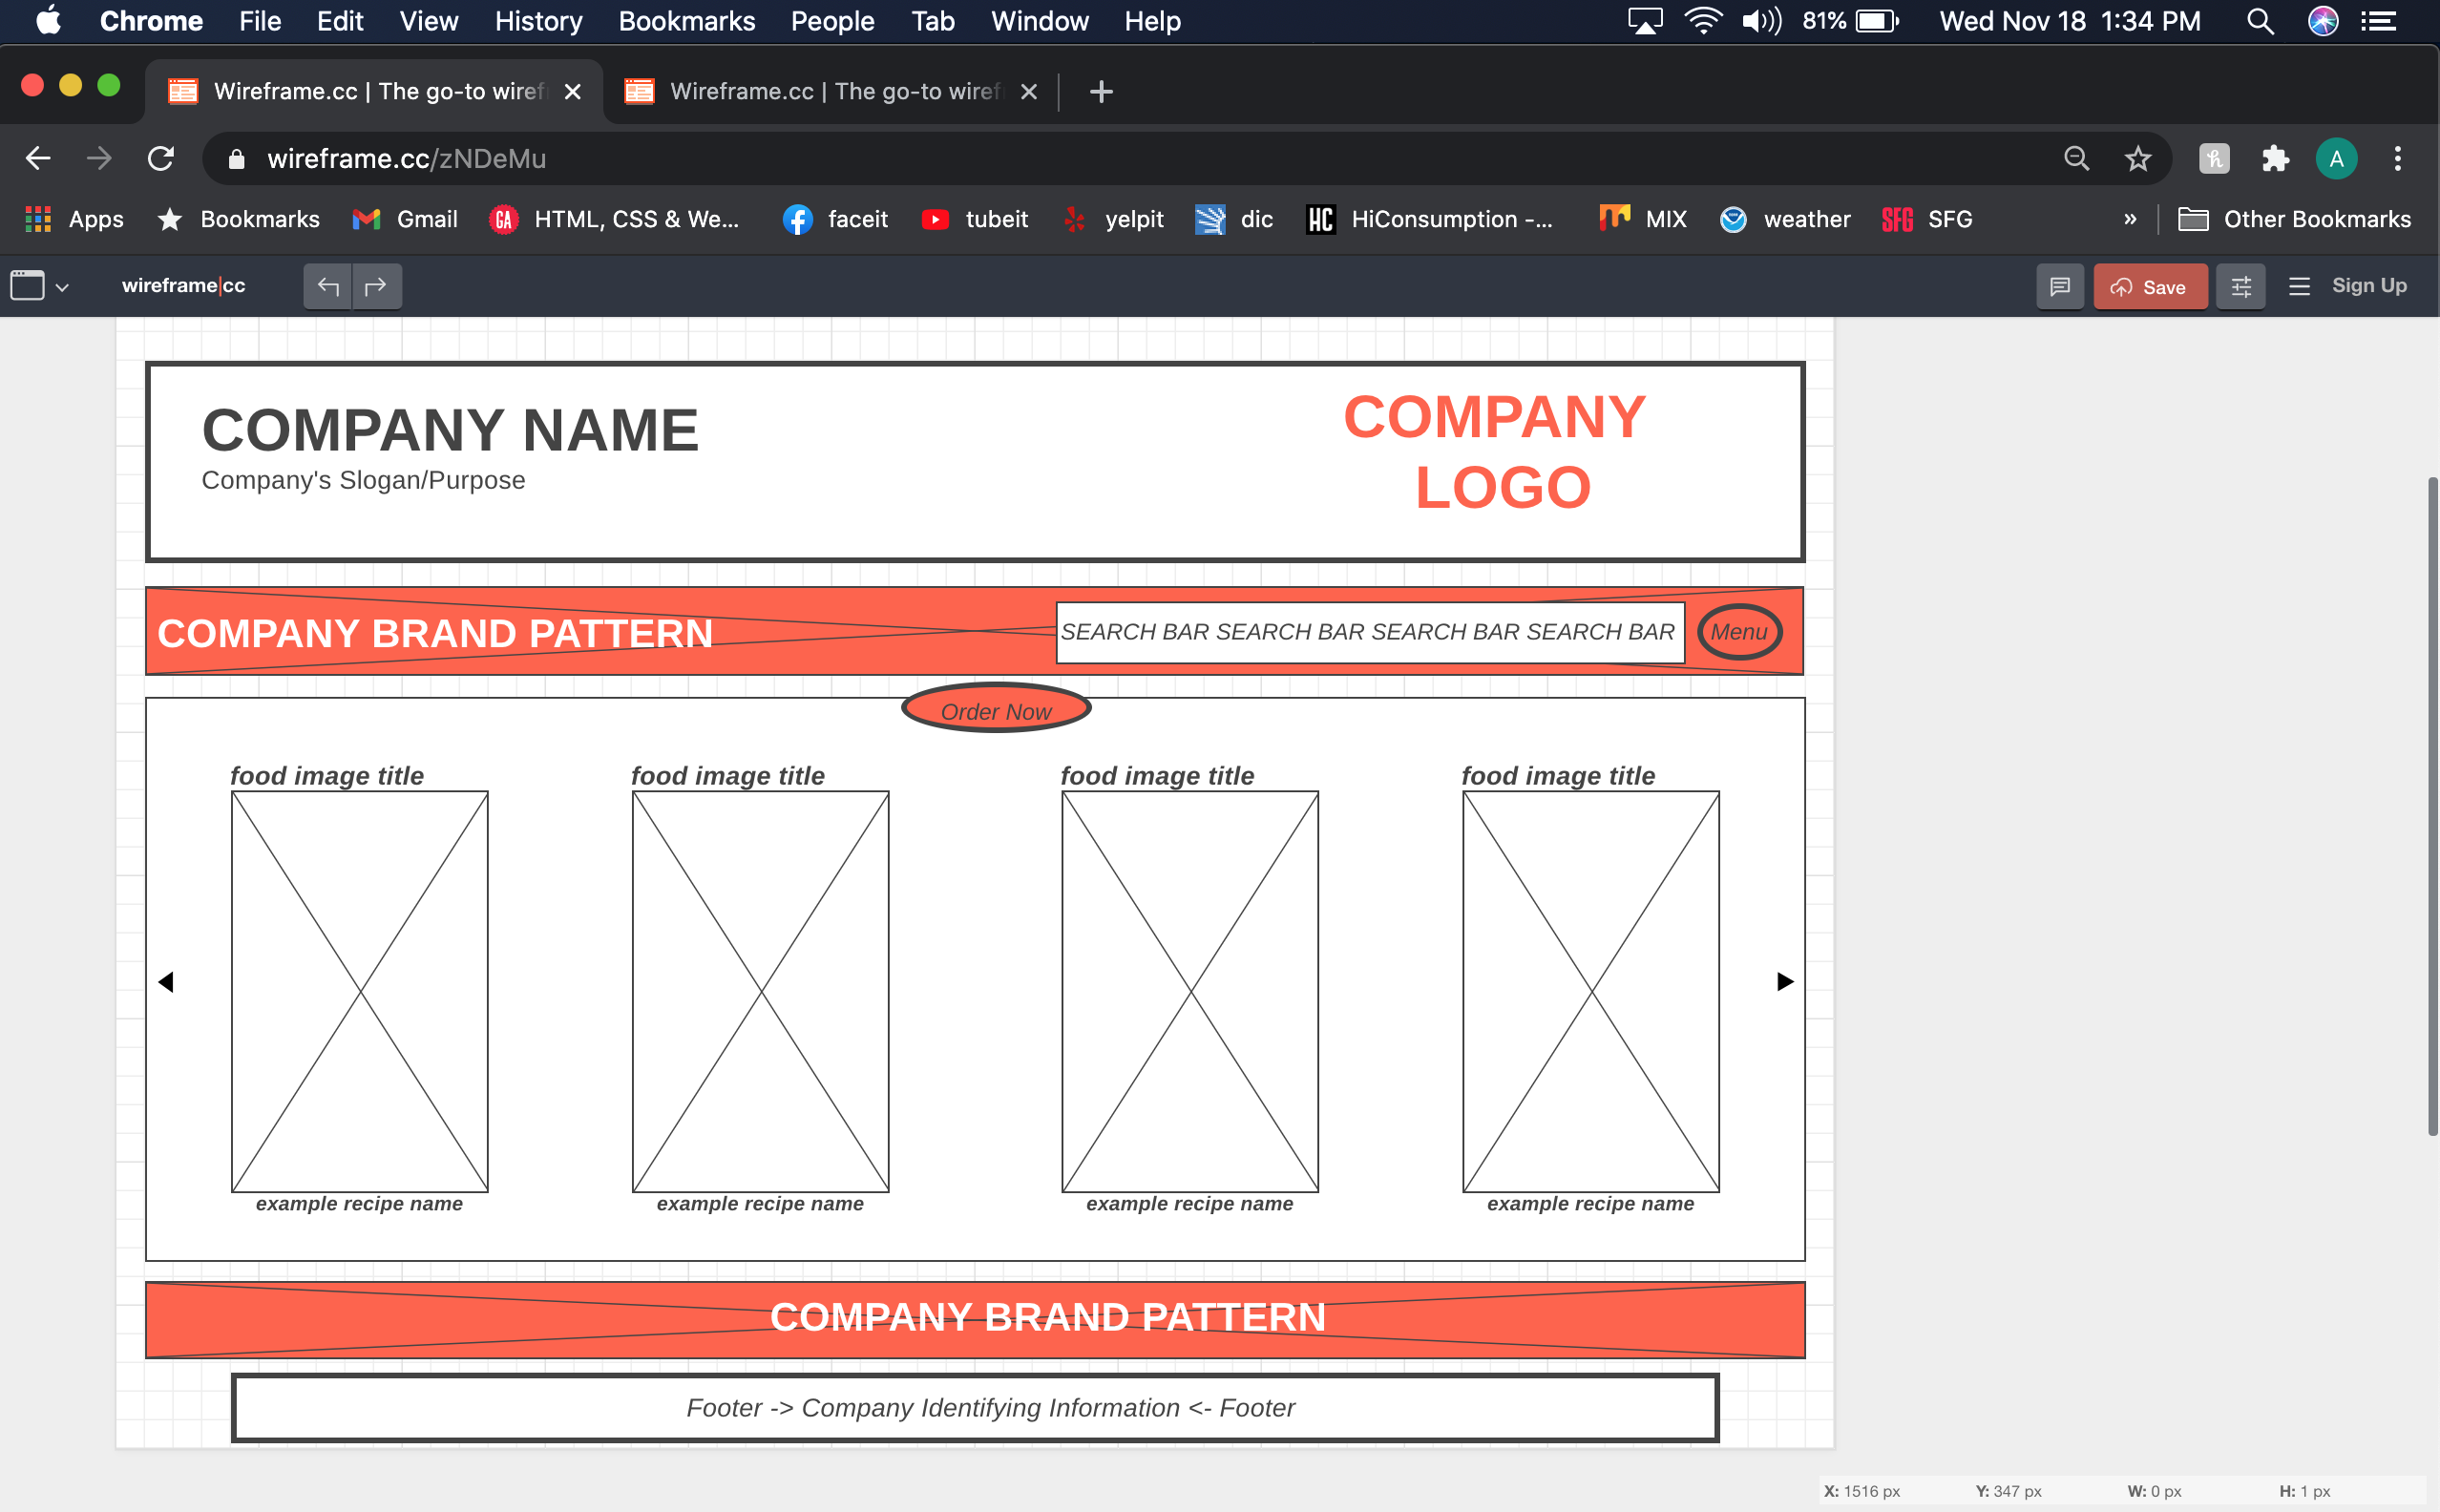 Chrome File Edit View History Bookmarks People Tab Window Help 81% Wed Nov 18 1:34 PM
Wireframe.cc | The go-to wiref Wireframe.cc | The go-to wiref
wireframe.cc/zNDeMu A
Apps Bookmarks Gmail GA HTML, CSS & We... faceit tubeit yelpit dic HC HiConsumption -... MIX weather SFG SFG » Other Bookmarks
wireframe|cc Save Sign Up
COMPANY NAME
Company's Slogan/Purpose
COMPANY
LOGO
COMPANY BRAND PATTERN SEARCH BAR SEARCH BAR SEARCH BAR SEARCH BAR Menu
Order Now
food image title food image title food image title food image title
example recipe name example recipe name example recipe name example recipe name
COMPANY BRAND PATTERN
Footer -> Company Identifying Information <- Footer
X: 1516 px Y: 347 px W: 0 px H: 1 px